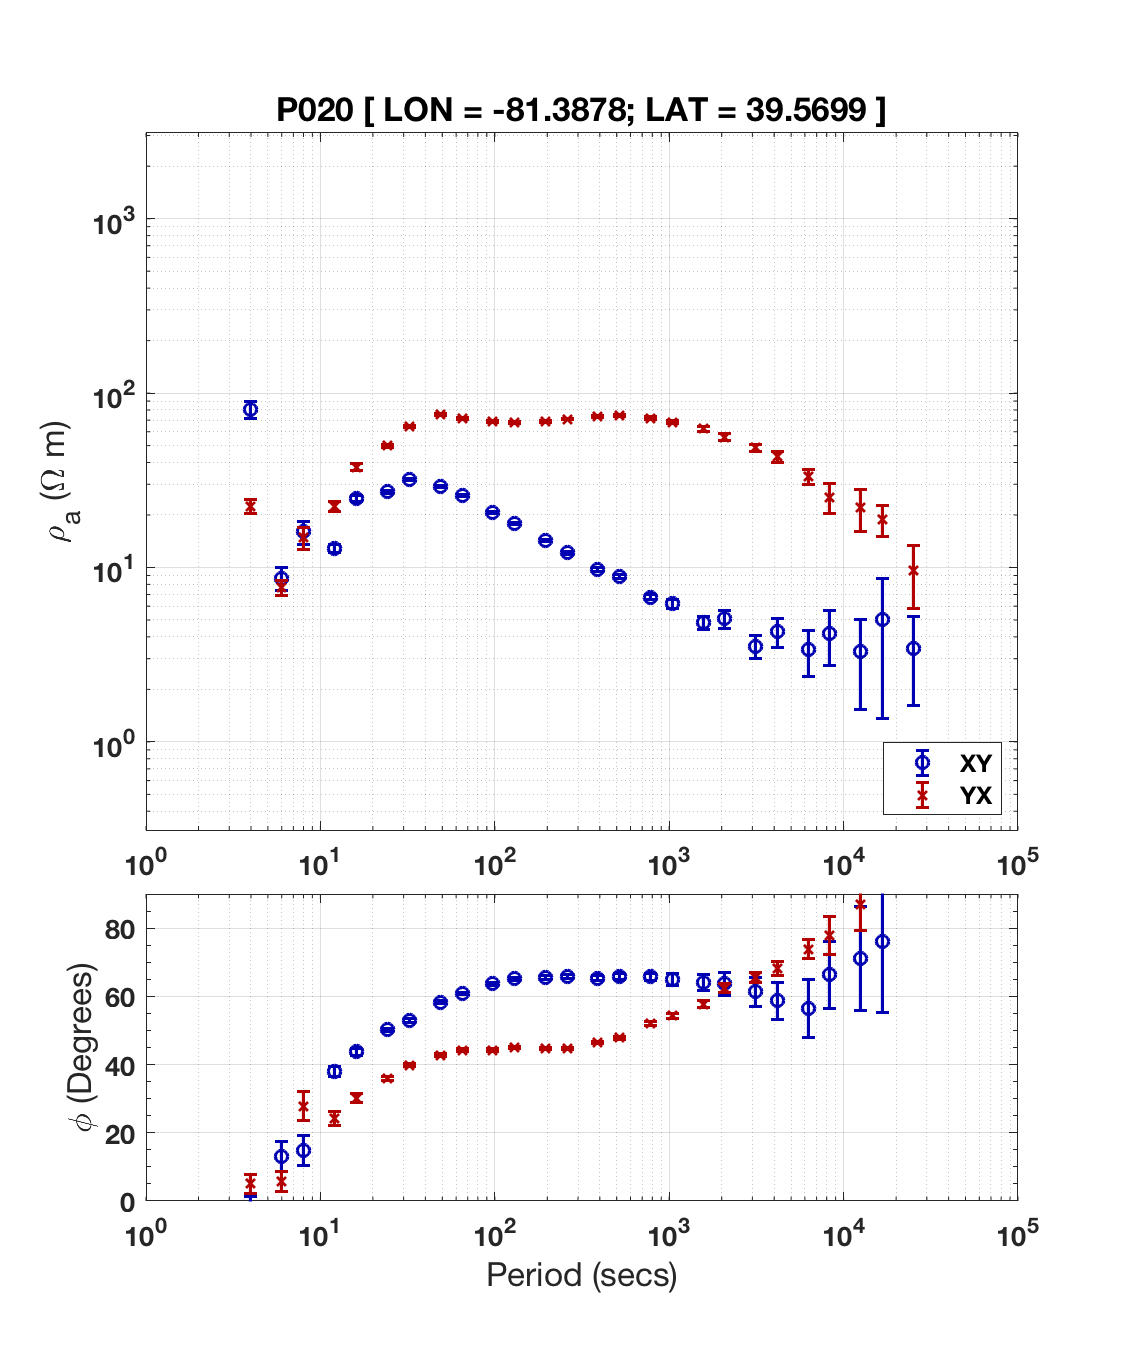 P020 [ LON = -81.3878; LAT = 39.5699 ]
10³
10²
10¹
10⁰
ρₐ (Ω m)
XY
YX
10⁰ 10¹ 10² 10³ 10⁴ 10⁵
80
60
40
20
0
ϕ (Degrees)
10⁰ 10¹ 10² 10³ 10⁴ 10⁵
Period (secs)